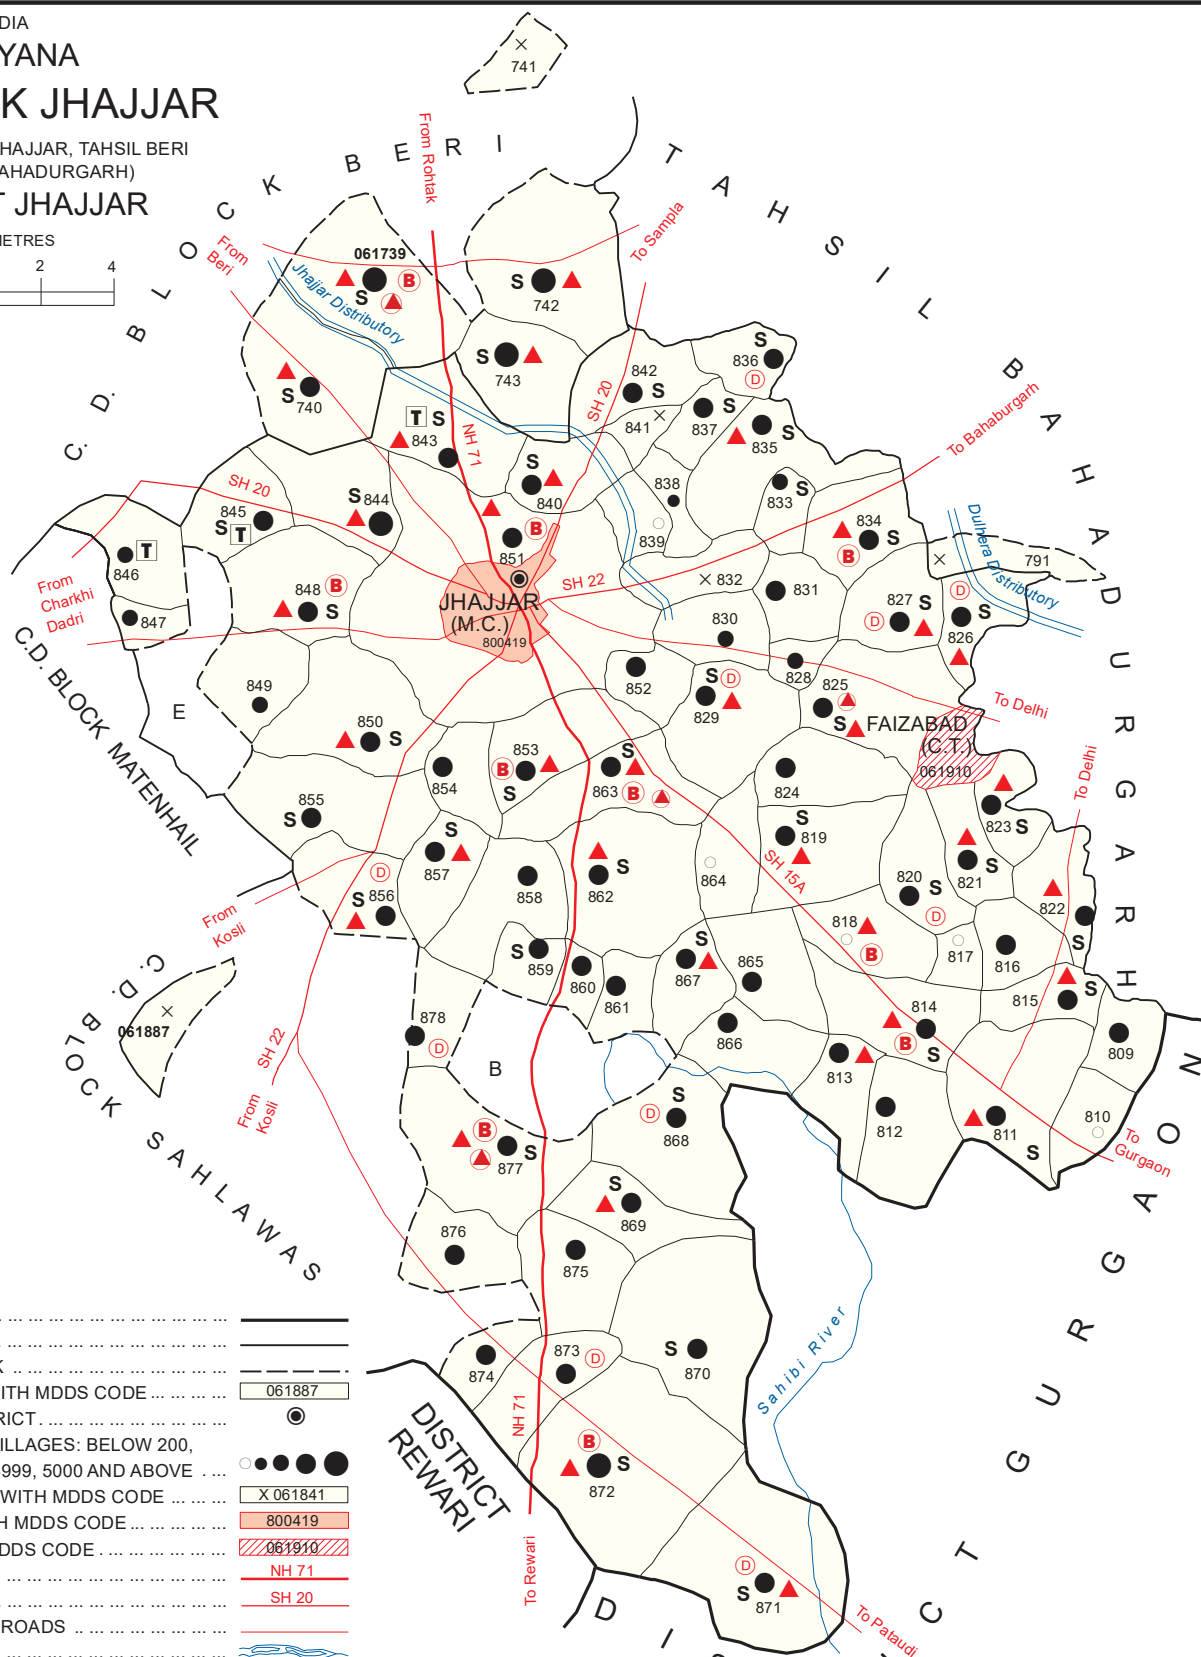 DIA
YANA
K JHAJJAR
HAJJAR, TAHSIL BERI
AHADURGARH)
T JHAJJAR
METRES
2 4
C. D. BLOCK BERI
TAHSIL BAHADURGARH
741
From Rohtak
To Sampla
From
Beri
061739
B
S
Jhajjar Distributory
S
742
S
743
S
740
SH 20
842
S
S
836
D
841
837
S
835
S
T S
843
NH 71
S
840
838
839
833
S
To Bahaburgarh
SH 20
S
845
T
S
844
834
B
S
B
851
Dulhera Distributory
791
T
846
847
From
Charkhi
Dadri
848
B
S
JHAJJAR
(M.C.)
800419
SH 22
832
831
830
827
S
D
D
826
S
828
852
S
D
829
825
S
FAIZABAD
(C.T.)
061910
To Delhi
C.D. BLOCK MATENHAIL
E
849
850
S
854
853
B
S
S
863
B
824
To Delhi
823
S
855
S
S
857
S
819
SH 15A
864
S
821
820
S
D
822
S
D
S
856
858
862
S
From
Kosli
S
859
860
861
S
867
865
818
B
817
816
815
S
C. D. BLOCK SAHLAWAS
061887
878
D
SH 22
From
Kosli
B
866
814
B
S
813
809
810
812
811
S
To
Gurgaon
D
S
868
B
877
S
S
869
876
875
Sahibi River
874
873
D
S
870
NH 71
DISTRICT
REWARI
B
S
872
To Rewari
D
S
871
To Pataudi
D I S
CT GURGAON
K
ITH MDDS CODE
061887
RICT
ILLAGES: BELOW 200,
999, 5000 AND ABOVE
WITH MDDS CODE
X 061841
H MDDS CODE
800419
DDS CODE
061910
NH 71
SH 20
ROADS